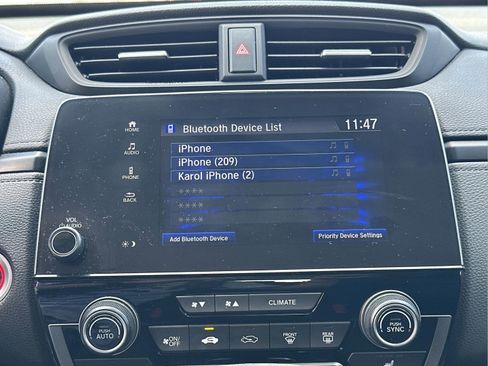 Bluetooth Device List 11:47
HOME
iPhone
AUDIO
iPhone (209)
Karol iPhone (2)
PHONE
****
BACK
****
****
VOL
AUDIO
Add Bluetooth Device Priority Device Settings
CLIMATE
PUSH
AUTO
ON/
OFF
FRONT
REAR
PUSH
SYNC